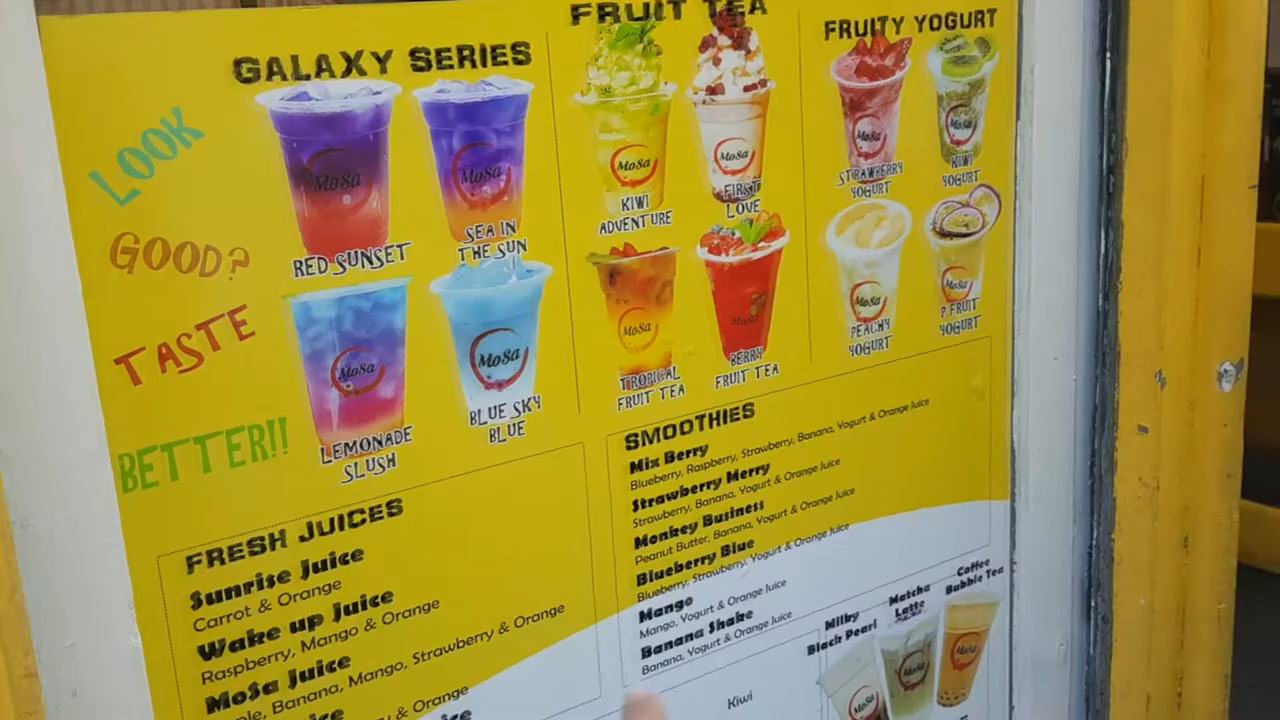 LOOK
GOOD?
TASTE
BETTER!!
GALAXY SERIES
MoSa
MoSa
RED SUNSET
SEA IN
THE SUN
MoSa
MoSa
LEMONADE
SLUSH
BLUE SKY
BLUE
FRUIT TEA
MoSa
MoSa
KIWI
ADVENTURE
FIRST
LOVE
MoSa
MoSa
TROPICAL
FRUIT TEA
BERRY
FRUIT TEA
FRUITY YOGURT
MoSa
MoSa
STRAWBERRY
YOGURT
KIWI
YOGURT
MoSa
MoSa
PEACHY
YOGURT
P FRUIT
YOGURT
FRESH JUICES
Sunrise Juice
Carrot & Orange
Wake up Juice
Raspberry, Mango & Orange
MoSa Juice
Banana, Mango, Strawberry & Orange
& Orange
SMOOTHIES
Mix Berry
Blueberry, Raspberry, Strawberry, Banana, Yogurt & Orange Juice
Strawberry Merry
Strawberry, Banana, Yogurt & Orange Juice
Monkey Business
Peanut Butter, Banana, Yogurt & Orange Juice
Blueberry Blue
Blueberry, Strawberry, Yogurt & Orange Juice
Mango
Mango, Yogurt & Orange Juice
Banana Shake
Banana, Yogurt & Orange Juice
Kiwi
Milky
Black Pearl
Matcha
Latte
Coffee
Bubble Tea
MoSa
MoSa
MoSa